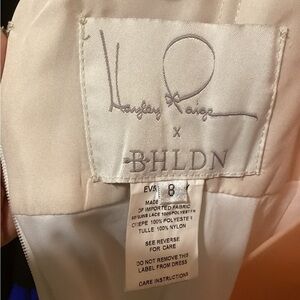 Hayley Paige
X
BHLDN
8
MADE
OF IMPORTED FABRIC
LACE 100% POLYESTER
CREPE 100% POLYESTER
TULLE 100% NYLON
SEE REVERSE
FOR CARE
DO NOT REMOVE THIS
LABEL FROM DRESS
CARE INSTRUCTIONS